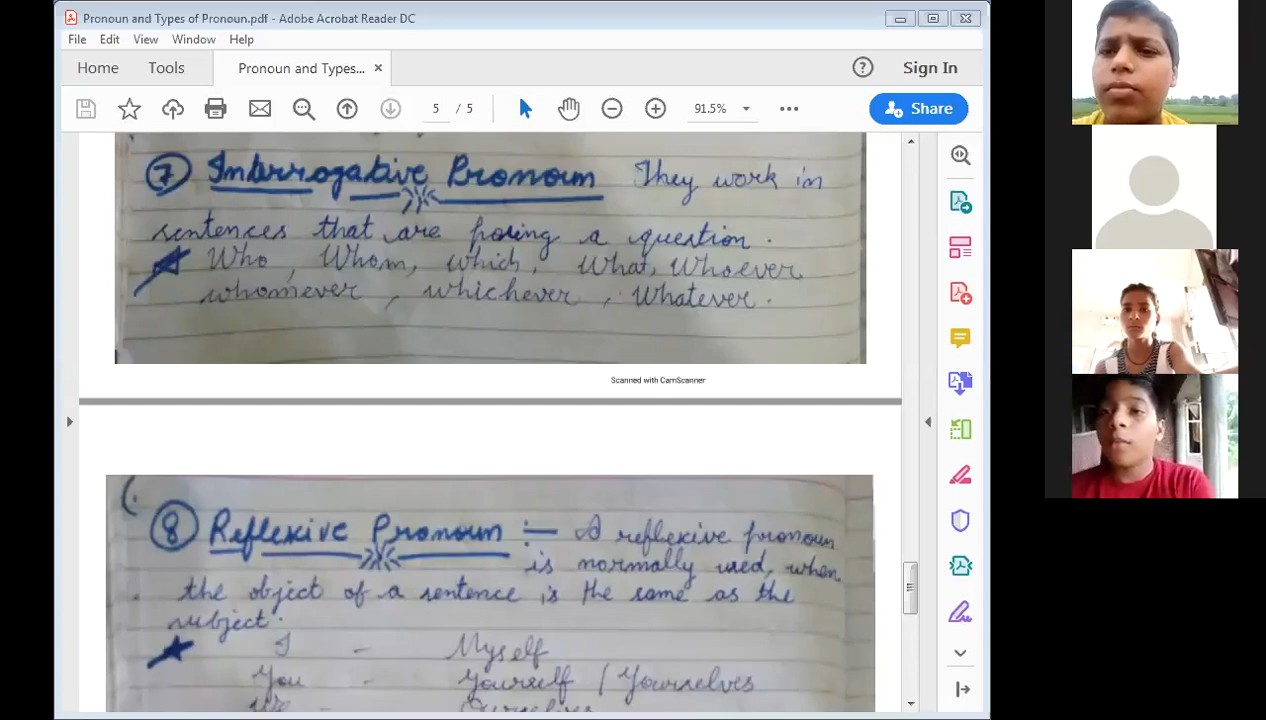 Pronoun and Types of Pronoun.pdf - Adobe Acrobat Reader DC
File Edit View Window Help
Home Tools Pronoun and Types... × Sign In
5 / 5 91.5% Share
7 Interrogative Pronoun They work in
sentences that are posing a question.
Who, Whom, which, What, Whoever
whomever, whichever, Whatever.
Scanned with CamScanner
8 Reflexive Pronoun :- A reflexive pronoun
is normally used, when
the object of a sentence is the same as the
subject.
I - Myself
You - Yourself / Yourselves
We - Ourselves